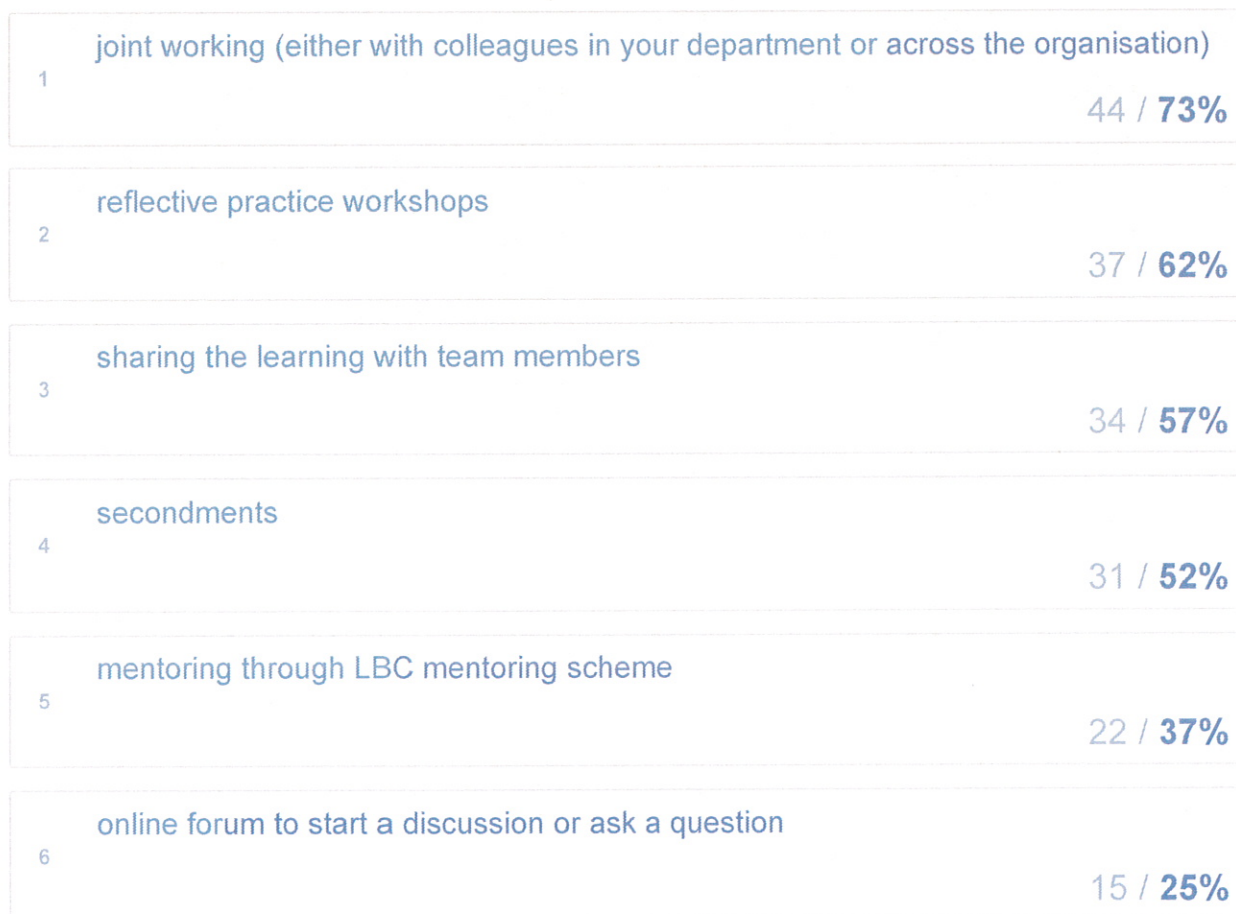 joint working (either with colleagues in your department or across the organisation)
1
44 / 73%
reflective practice workshops
2
37 / 62%
sharing the learning with team members
3
34 / 57%
secondments
4
31 / 52%
mentoring through LBC mentoring scheme
5
22 / 37%
online forum to start a discussion or ask a question
6
15 / 25%